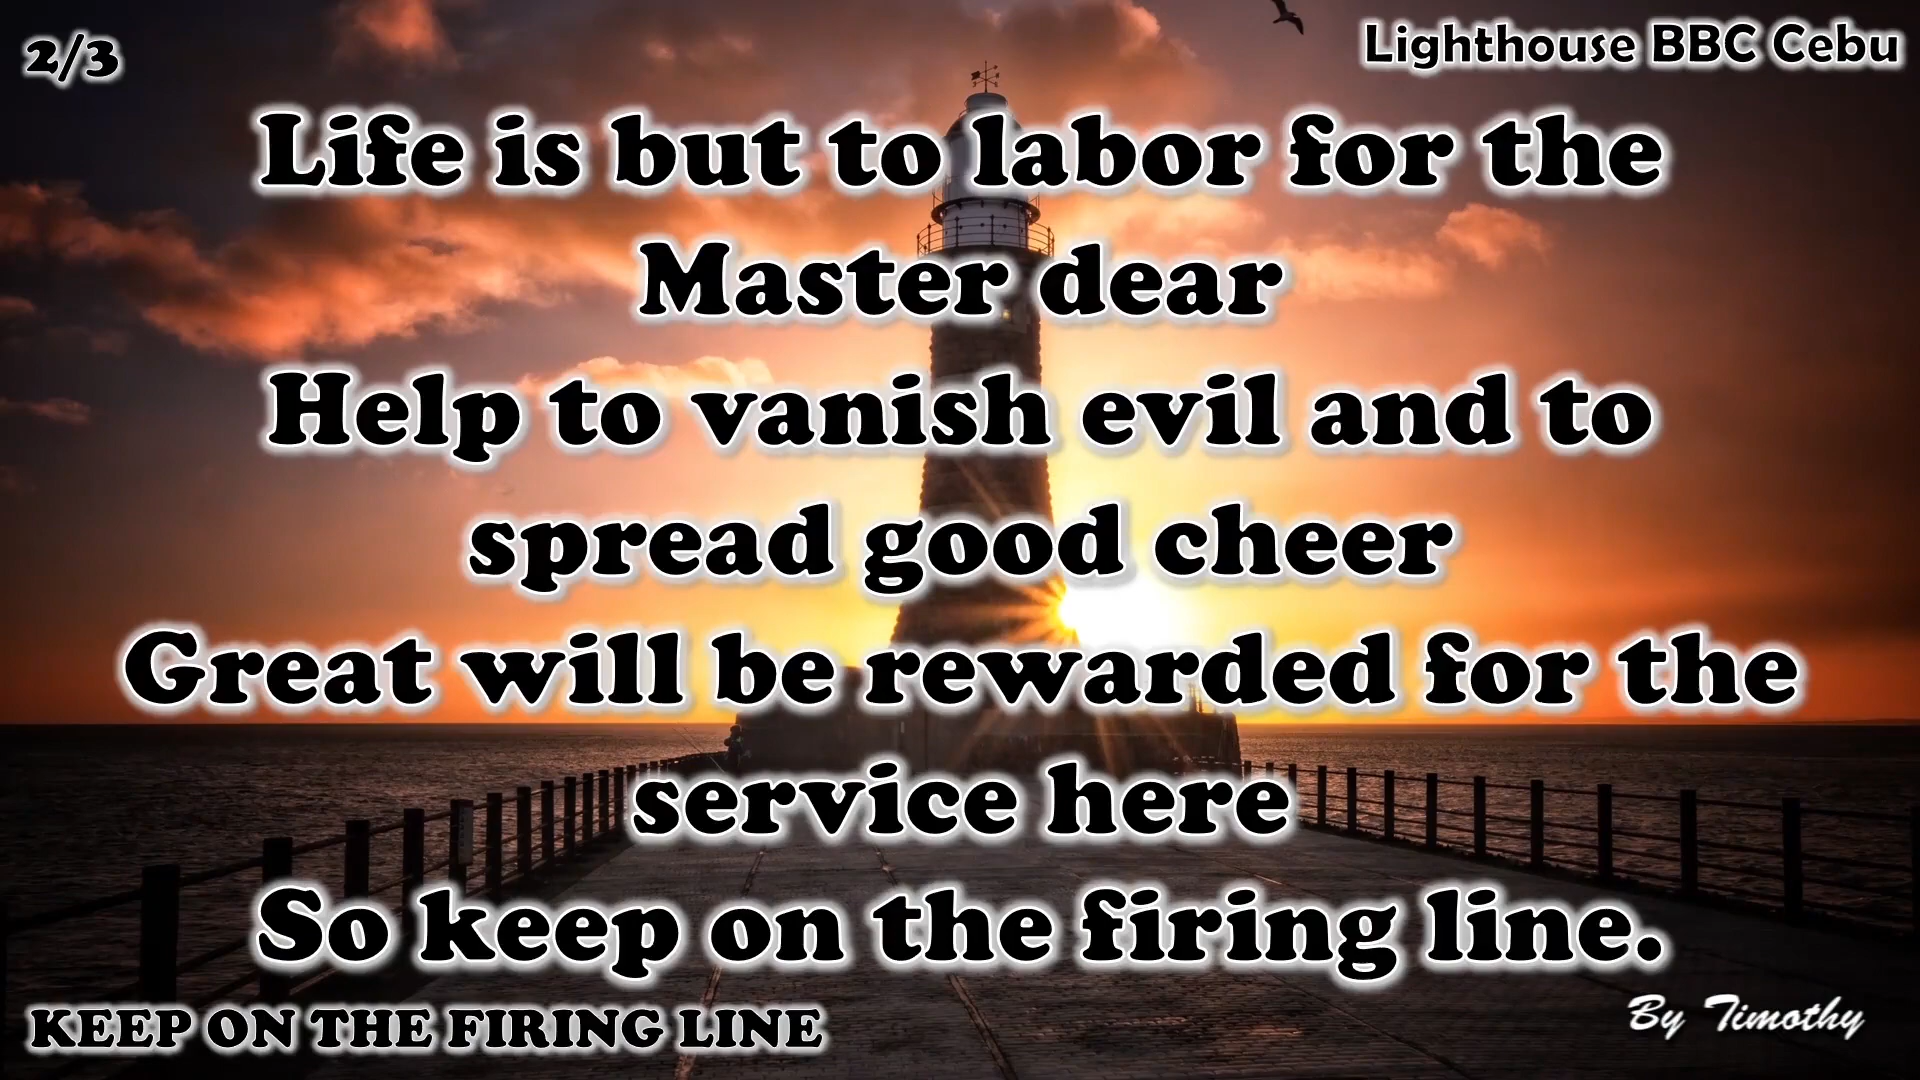 2/3
Lighthouse BBC Cebu
Life is but to labor for the
Master dear
Help to vanish evil and to
spread good cheer
Great will be rewarded for the
service here
So keep on the firing line.
KEEP ON THE FIRING LINE
By Timothy